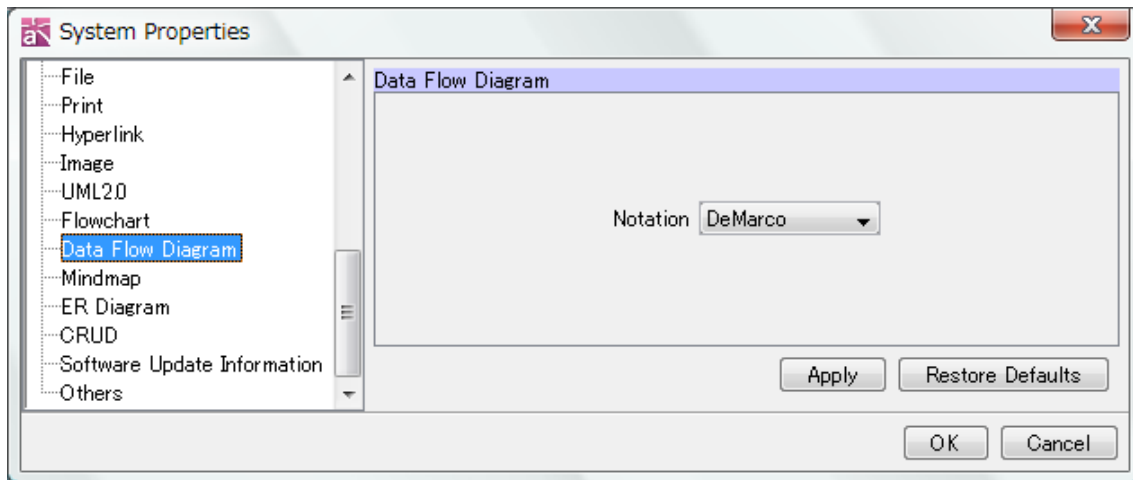 System Properties
File
Print
Hyperlink
Image
UML2.0
Flowchart
Data Flow Diagram
Mindmap
ER Diagram
CRUD
Software Update Information
Others
Data Flow Diagram
Notation DeMarco
Apply Restore Defaults
OK Cancel